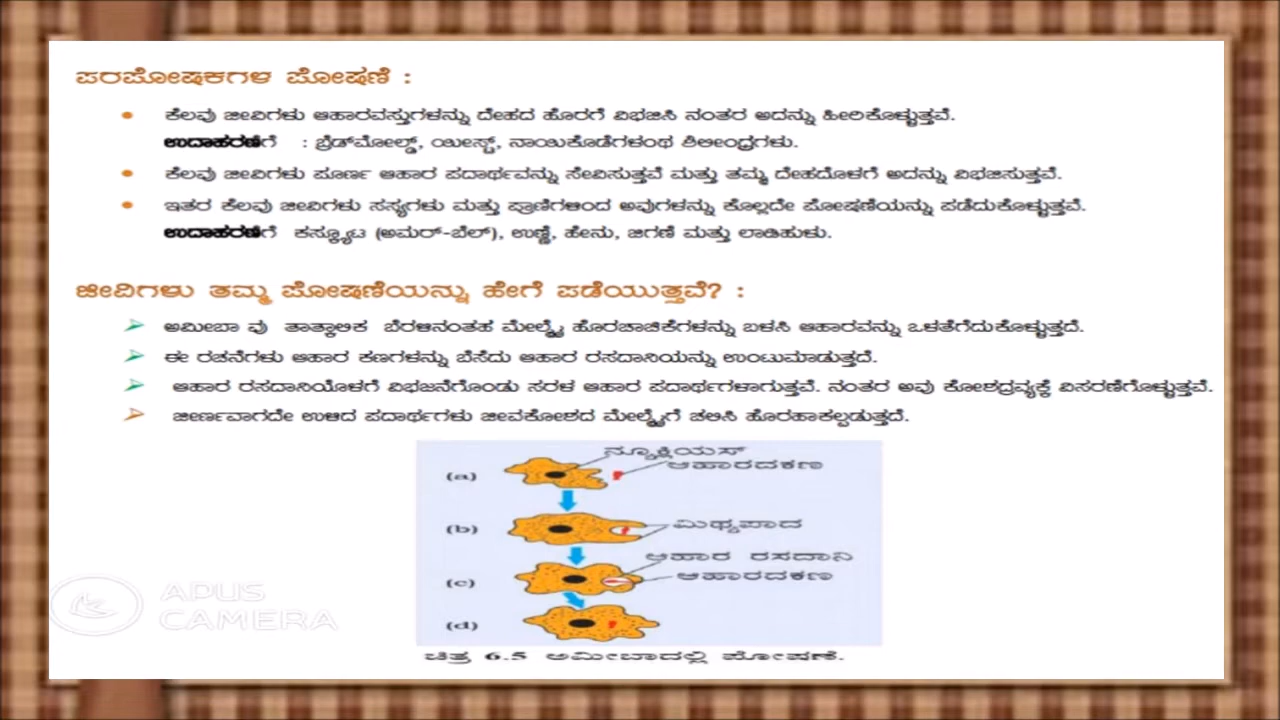 ಪರಪೋಷಕಗಳ ಪೋಷಣೆ :
• ಕೆಲವು ಜೀವಿಗಳು ಆಹಾರವಸ್ತುಗಳನ್ನು ದೇಹದ ಹೊರಗೆ ವಿಭಜಿಸಿ ನಂತರ ಅದನ್ನು ಹೀರಿಕೊಳ್ಳುತ್ತವೆ.
ಉದಾಹರಣೆಗೆ : ಬ್ರೆಡ್‌ಮೋಲ್ಡ್, ಯೀಸ್ಟ್, ನಾಯಿಕೊಡೆಗಳಂಥ ಶಿಲೀಂದ್ರಗಳು.
• ಕೆಲವು ಜೀವಿಗಳು ಪೂರ್ಣ ಆಹಾರ ಪದಾರ್ಥವನ್ನು ಸೇವಿಸುತ್ತವೆ ಮತ್ತು ತಮ್ಮ ದೇಹದೊಳಗೆ ಅದನ್ನು ವಿಭಜಿಸುತ್ತವೆ.
• ಇತರ ಕೆಲವು ಜೀವಿಗಳು ಸಸ್ಯಗಳು ಮತ್ತು ಪ್ರಾಣಿಗಳಿಂದ ಅವುಗಳನ್ನು ಕೊಲ್ಲದೇ ಪೋಷಣೆಯನ್ನು ಪಡೆದುಕೊಳ್ಳುತ್ತವೆ.
ಉದಾಹರಣೆಗೆ ಕಸ್ಕ್ಯೂಟ (ಅಮರ್-ಬೆಲ್), ಉಣ್ಣೆ, ಹೇನು, ಜಿಗಣೆ ಮತ್ತು ಲಾಡಿಹುಳು.
ಜೀವಿಗಳು ತಮ್ಮ ಪೋಷಣೆಯನ್ನು ಹೇಗೆ ಪಡೆಯುತ್ತವೆ? :
➢ ಅಮೀಬಾ ವು ತಾತ್ಕಾಲಿಕ ಬೆರಳಿನಂತಹ ಮೇಲ್ಮೈ ಹೊರಚಾಚಿಕೆಗಳನ್ನು ಬಳಸಿ ಆಹಾರವನ್ನು ಒಳತೆಗೆದುಕೊಳ್ಳುತ್ತದೆ.
➢ ಈ ರಚನೆಗಳು ಆಹಾರ ಕಣಗಳನ್ನು ಬೆಸೆದು ಆಹಾರ ರಸದಾನಿಯನ್ನು ಉಂಟುಮಾಡುತ್ತದೆ.
➢ ಆಹಾರ ರಸದಾನಿಯೊಳಗೆ ವಿಭಜನೆಗೊಂಡು ಸರಳ ಆಹಾರ ಪದಾರ್ಥಗಳಾಗುತ್ತವೆ. ನಂತರ ಅವು ಕೋಶದ್ರವ್ಯಕ್ಕೆ ವಿಸರಣೆಗೊಳ್ಳುತ್ತವೆ.
➢ ಜೀರ್ಣವಾಗದೇ ಉಳಿದ ಪದಾರ್ಥಗಳು ಜೀವಕೋಶದ ಮೇಲ್ಮೈಗೆ ಚಲಿಸಿ ಹೊರಹಾಕಲ್ಪಡುತ್ತದೆ.
ನ್ಯೂಕ್ಲಿಯಸ್
(a) ಆಹಾರದಕಣ
(b) ಮಿಥ್ಯಪಾದ
ಆಹಾರ ರಸದಾನಿ
(c) ಆಹಾರದಕಣ
(d)
ಚಿತ್ರ 6.5 ಅಮೀಬಾದಲ್ಲಿ ಪೋಷಣೆ.
APUS
CAMERA